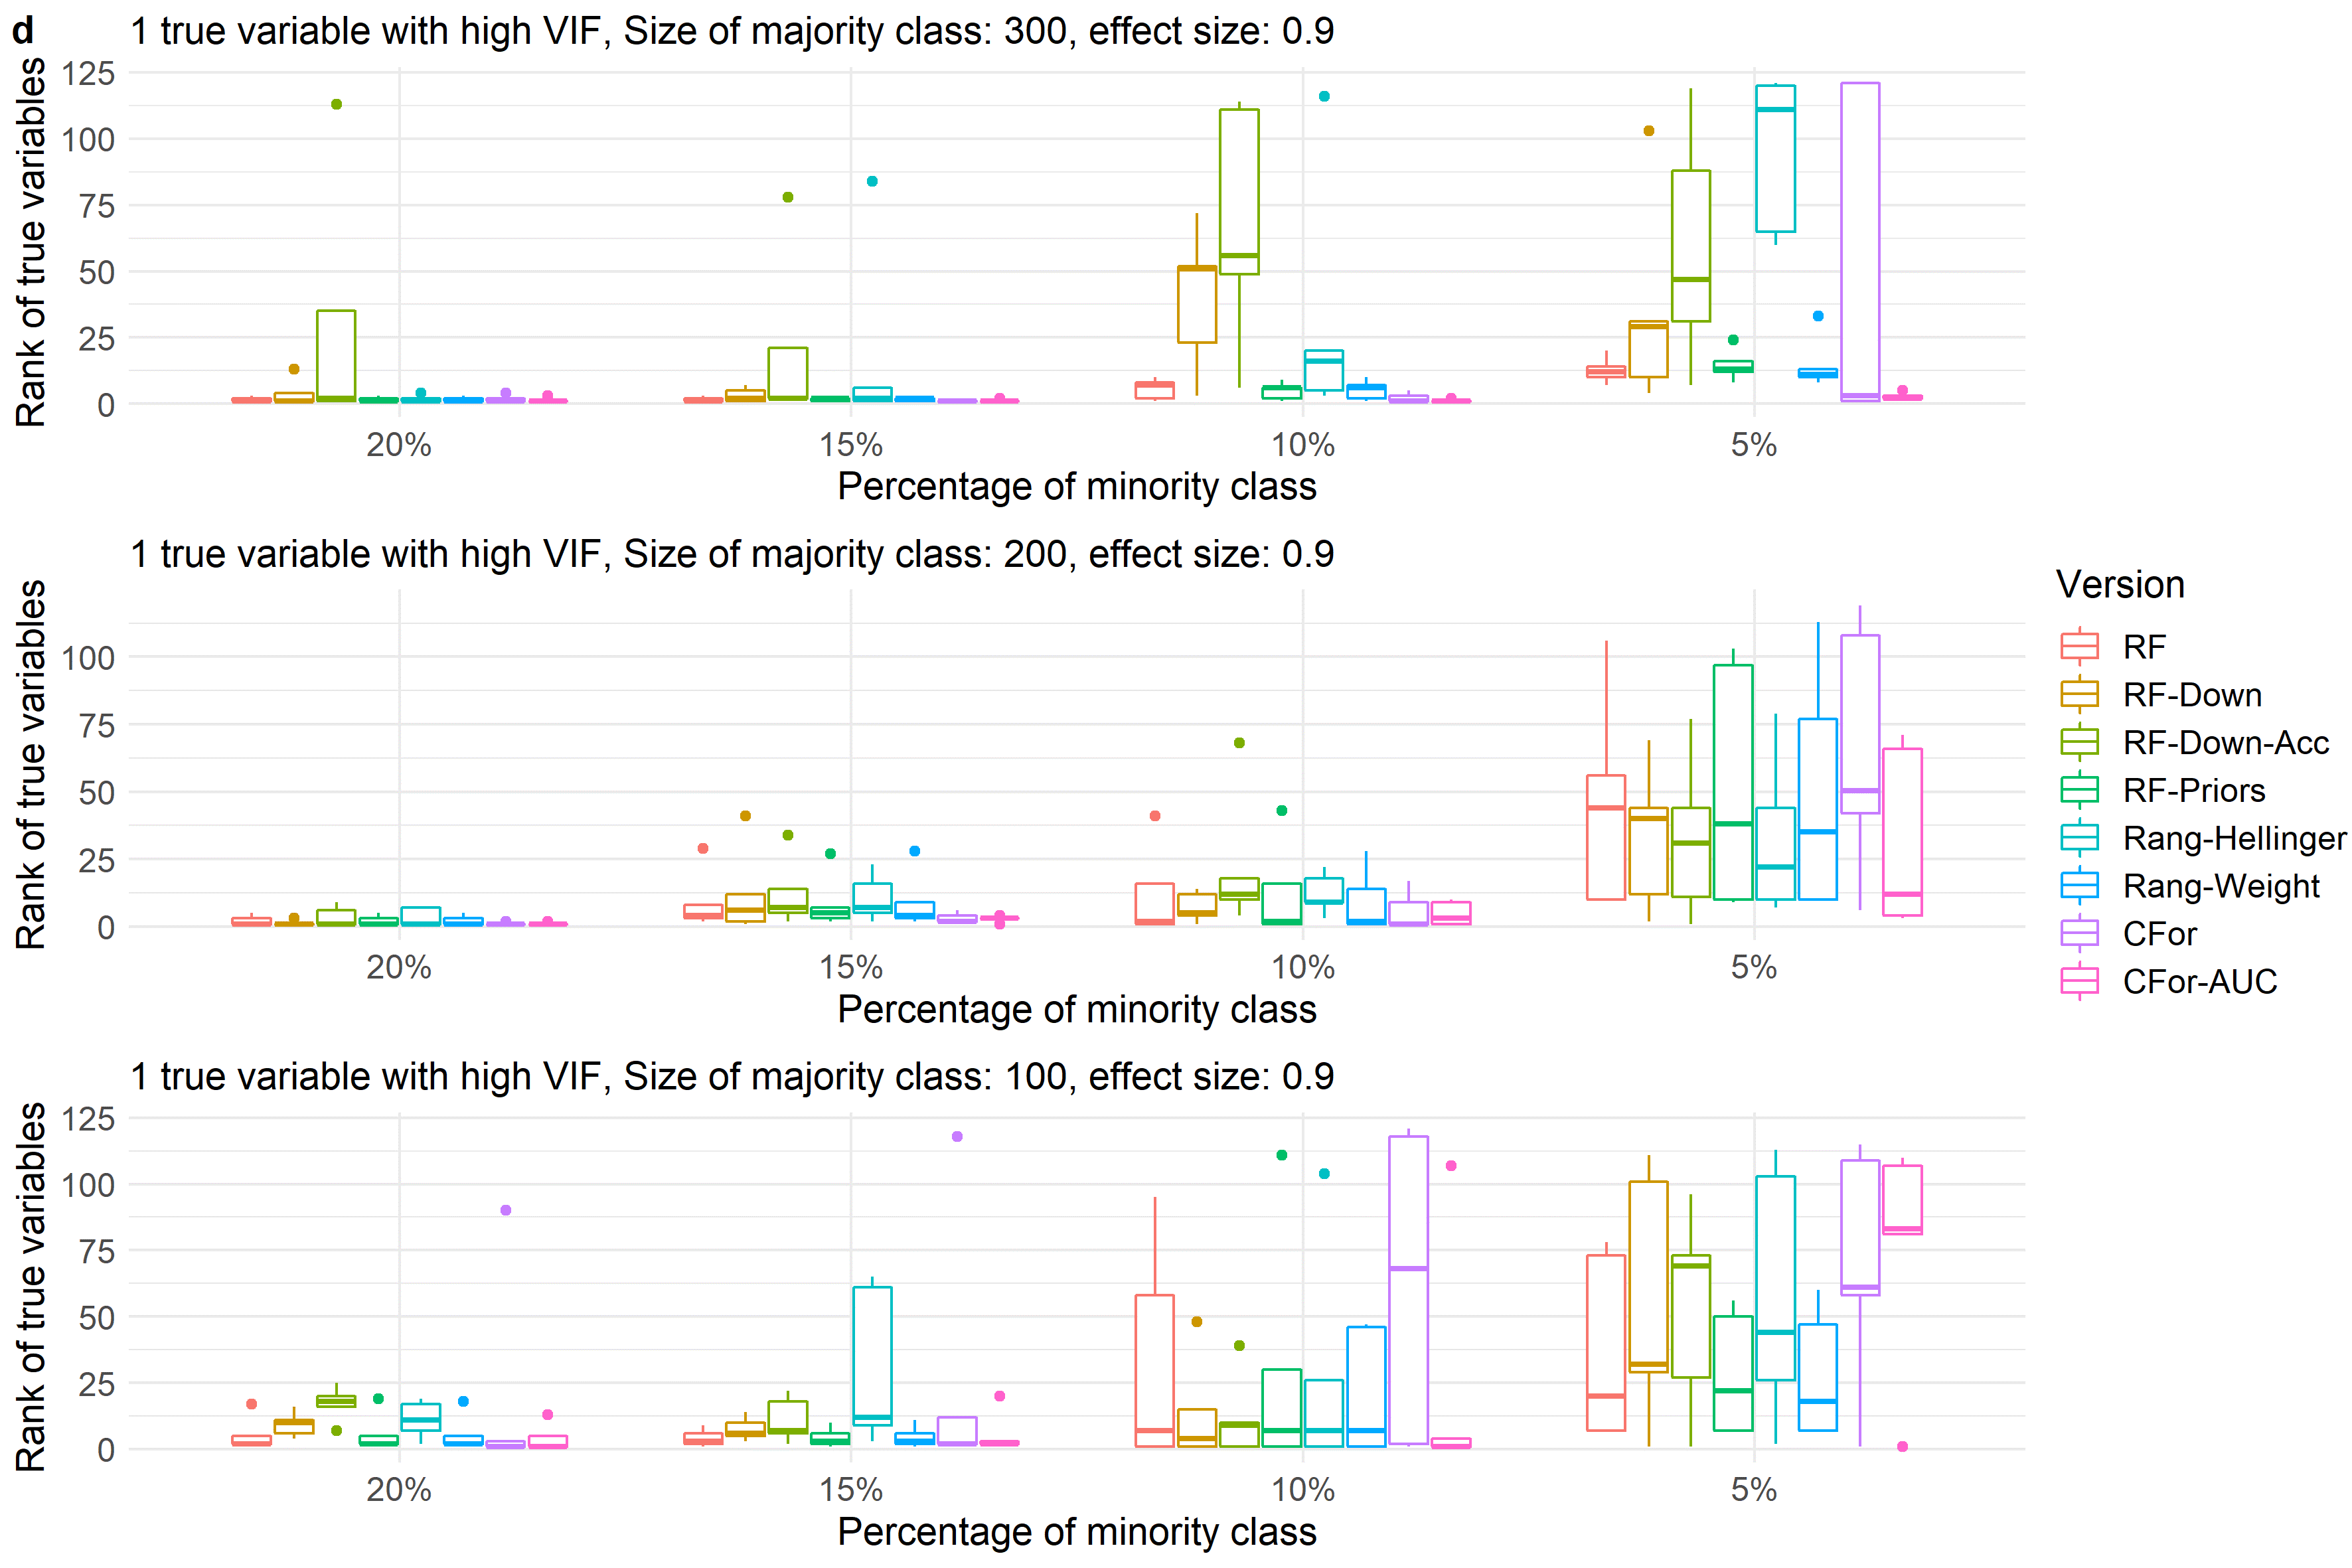 d
1 true variable with high VIF, Size of majority class: 300, effect size: 0.9
Rank of true variables
125
100
75
50
25
0
20% 15% 10% 5%
Percentage of minority class
1 true variable with high VIF, Size of majority class: 200, effect size: 0.9
Rank of true variables
100
75
50
25
0
20% 15% 10% 5%
Percentage of minority class
Version
RF
RF-Down
RF-Down-Acc
RF-Priors
Rang-Hellinger
Rang-Weight
CFor
CFor-AUC
1 true variable with high VIF, Size of majority class: 100, effect size: 0.9
Rank of true variables
125
100
75
50
25
0
20% 15% 10% 5%
Percentage of minority class